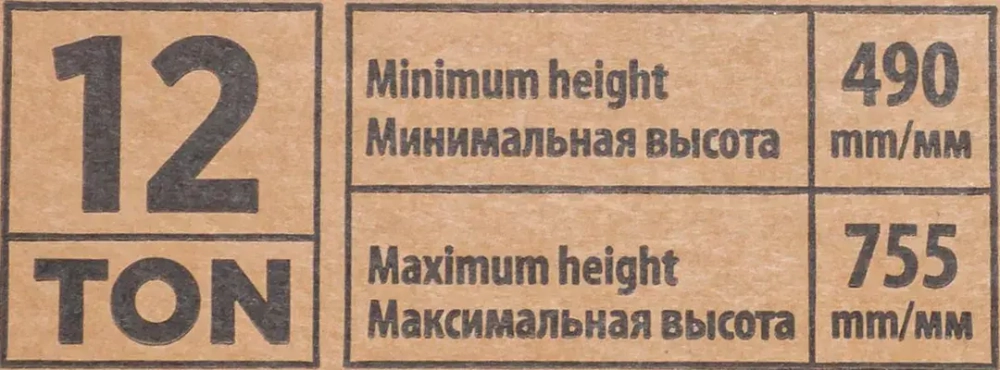 12
TON
Minimum height
Минимальная высота
490
mm/мм
Maximum height
Максимальная высота
755
mm/мм